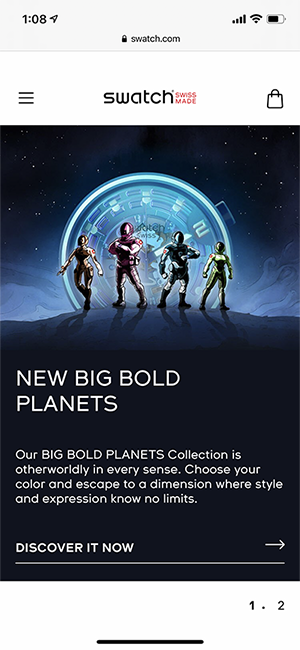 1:08
swatch.com
swatch SWISS
MADE
NEW BIG BOLD
PLANETS
Our BIG BOLD PLANETS Collection is
otherworldly in every sense. Choose your
color and escape to a dimension where style
and expression know no limits.
DISCOVER IT NOW
1 . 2